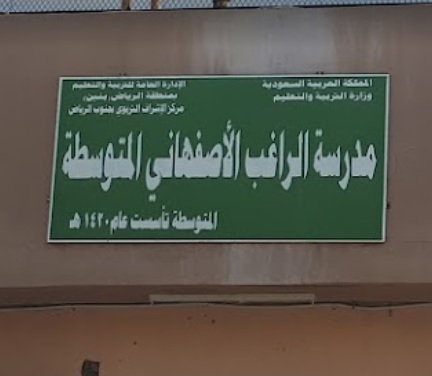 المملكة العربية السعودية
وزارة التربية والتعليم
الإدارة العامة للتربية والتعليم
بمنطقة الرياض، بنين،
مركز الإشراف التربوي بجنوب الرياض
مدرسة الراغب الأصفهاني المتوسطة
المتوسطة تأسست عام ١٤٢٠ هـ